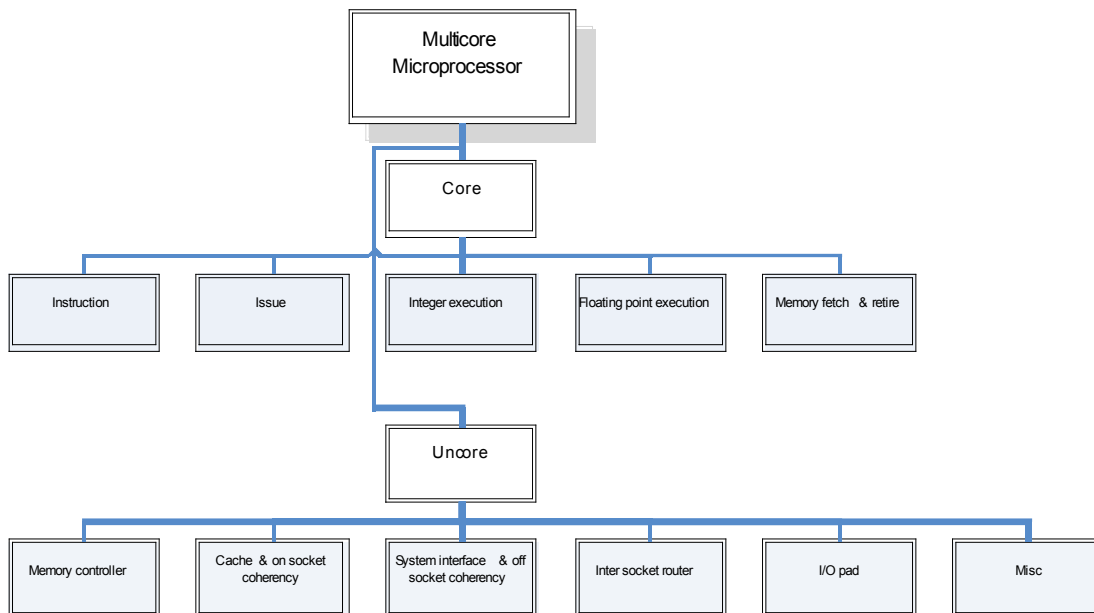 Multicore
Microprocessor
Core
Instruction
Issue
Integer execution
Floating point execution
Memory fetch & retire
Uncore
Memory controller
Cache & on socket
coherency
System interface & off
socket coherency
Inter socket router
I/O pad
Misc